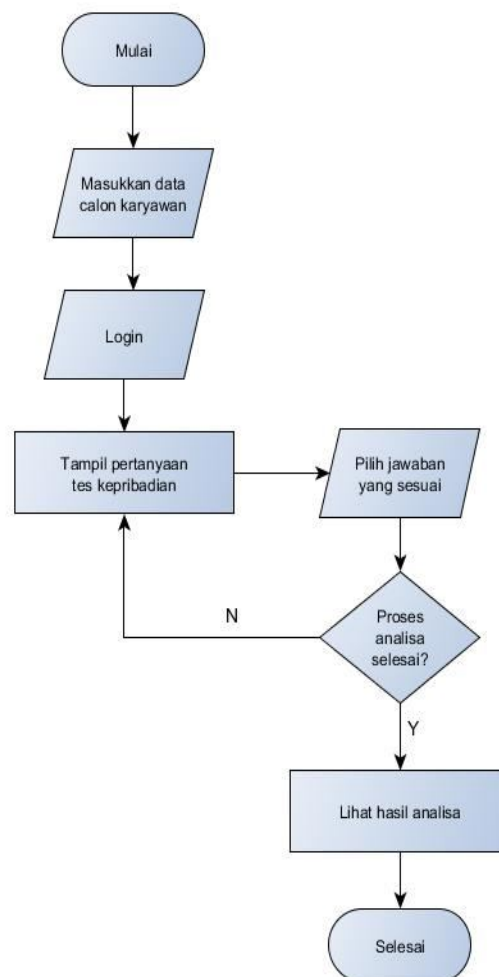 Mulai
Masukkan data
calon karyawan
Login
Tampil pertanyaan
tes kepribadian
Pilih jawaban
yang sesuai
Proses
analisa
selesai?
N
Y
Lihat hasil analisa
Selesai